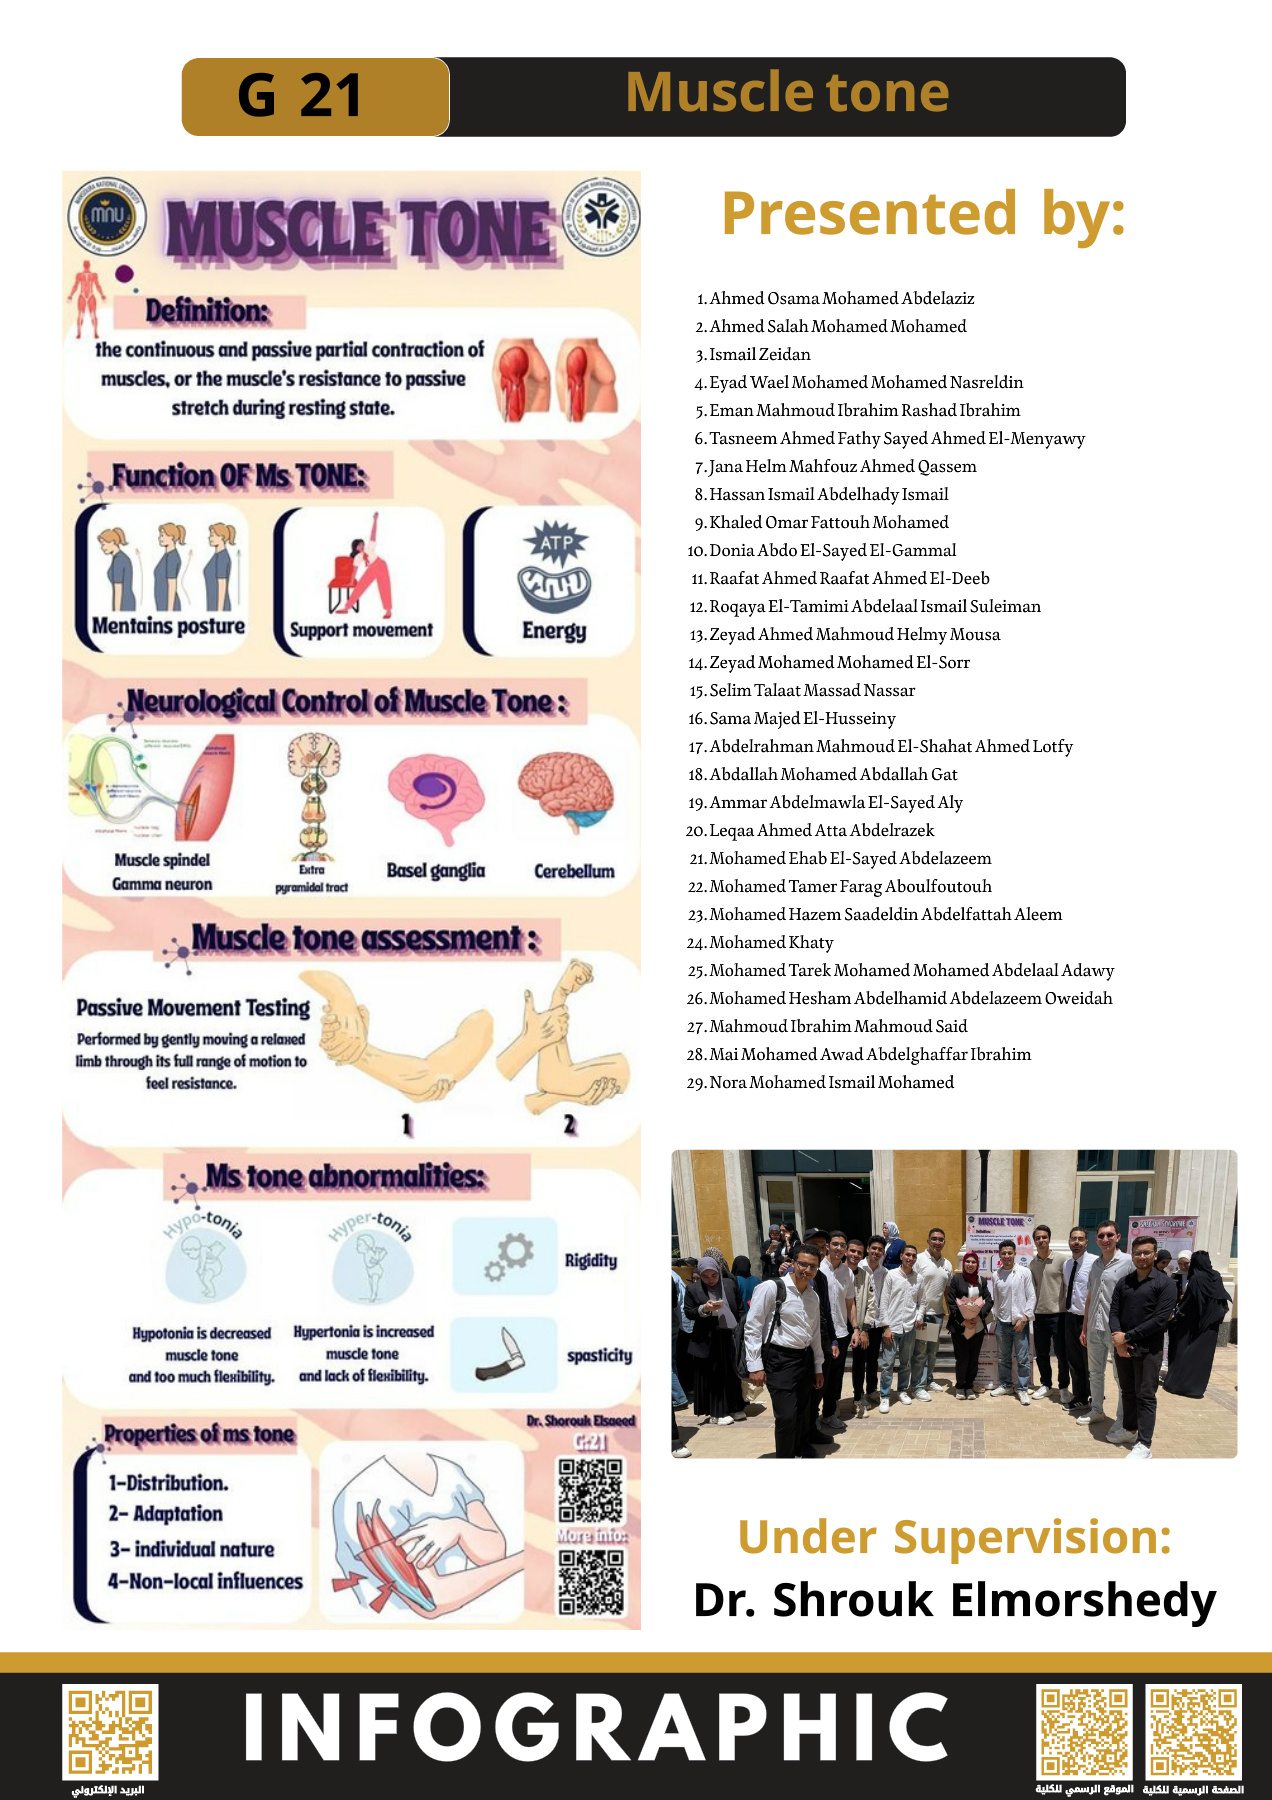 G 21
Muscle tone
MUSCLE TONE
mnu
Definition:
the continuous and passive partial contraction of
muscles, or the muscle's resistance to passive
stretch during resting state.
Function OF Ms TONE:
ATP
Mentains posture
Support movement
Energy
Neurological Control of Muscle Tone :
Muscle spindel
Gamma neuron
Extra
pyramidal tract
Basel ganglia
Cerebellum
Muscle tone assessment :
Passive Movement Testing
Performed by gently moving a relaxed
limb through its full range of motion to
feel resistance.
1
2
Ms tone abnormalities:
Hypo-tonia
Hyper-tonia
Rigidity
Hypotonia is decreased
muscle tone
and too much flexibility.
Hypertonia is increased
muscle tone
and lack of flexibility.
spasticity
Properties of ms tone
1-Distribution.
2- Adaptation
3- individual nature
4-Non-local influences
Dr. Shorouk Elsaeed
G:21
More info:
Presented by:
1. Ahmed Osama Mohamed Abdelaziz
2. Ahmed Salah Mohamed Mohamed
3. Ismail Zeidan
4. Eyad Wael Mohamed Mohamed Nasreldin
5. Eman Mahmoud Ibrahim Rashad Ibrahim
6. Tasneem Ahmed Fathy Sayed Ahmed El-Menyawy
7. Jana Helm Mahfouz Ahmed Qassem
8. Hassan Ismail Abdelhady Ismail
9. Khaled Omar Fattouh Mohamed
10. Donia Abdo El-Sayed El-Gammal
11. Raafat Ahmed Raafat Ahmed El-Deeb
12. Roqaya El-Tamimi Abdelaal Ismail Suleiman
13. Zeyad Ahmed Mahmoud Helmy Mousa
14. Zeyad Mohamed Mohamed El-Sorr
15. Selim Talaat Massad Nassar
16. Sama Majed El-Husseiny
17. Abdelrahman Mahmoud El-Shahat Ahmed Lotfy
18. Abdallah Mohamed Abdallah Gat
19. Ammar Abdelmawla El-Sayed Aly
20. Leqaa Ahmed Atta Abdelrazek
21. Mohamed Ehab El-Sayed Abdelazeem
22. Mohamed Tamer Farag Aboulfoutouh
23. Mohamed Hazem Saadeldin Abdelfattah Aleem
24. Mohamed Khaty
25. Mohamed Tarek Mohamed Mohamed Abdelaal Adawy
26. Mohamed Hesham Abdelhamid Abdelazeem Oweidah
27. Mahmoud Ibrahim Mahmoud Said
28. Mai Mohamed Awad Abdelghaffar Ibrahim
29. Nora Mohamed Ismail Mohamed
MUSCLE TONE
Under Supervision:
Dr. Shrouk Elmorshedy
INFOGRAPHIC
البريد الإلكتروني
الموقع الرسمي للكلية
الصفحة الرسمية للكلية